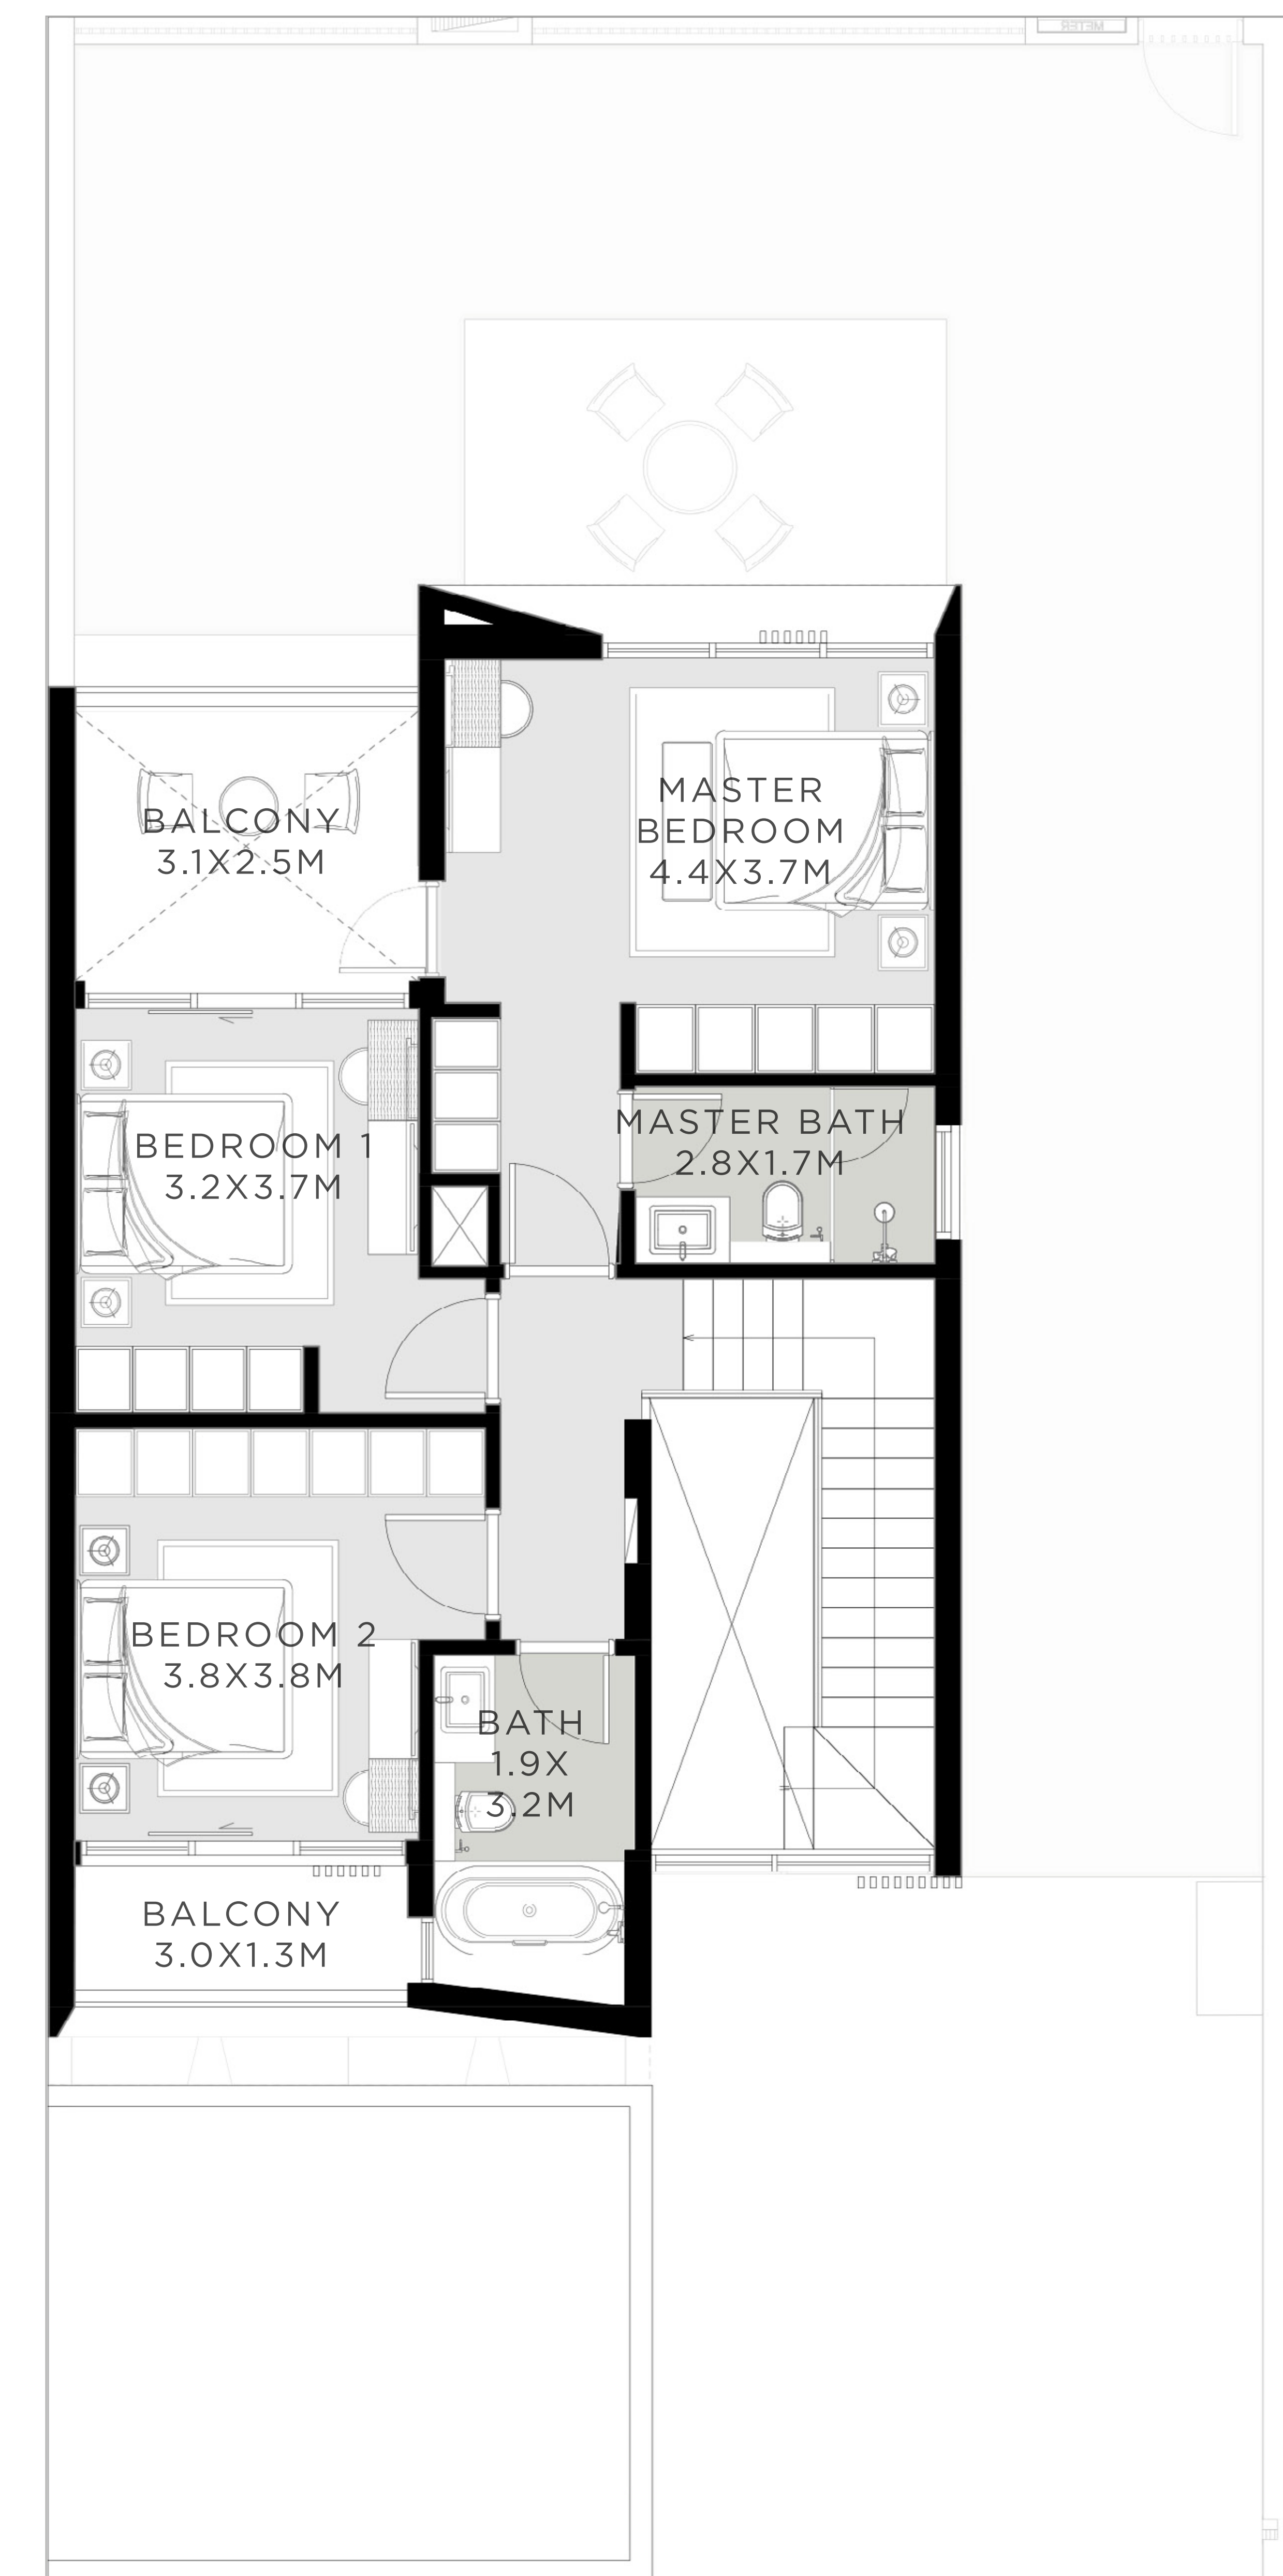 METER
MASTER
BEDROOM
4.4X3.7M
BALCONY
3.1X2.5M
MASTER BATH
2.8X1.7M
BEDROOM 1
3.2X3.7M
BEDROOM 2
3.8X3.8M
BATH
1.9X
3.2M
BALCONY
3.0X1.3M